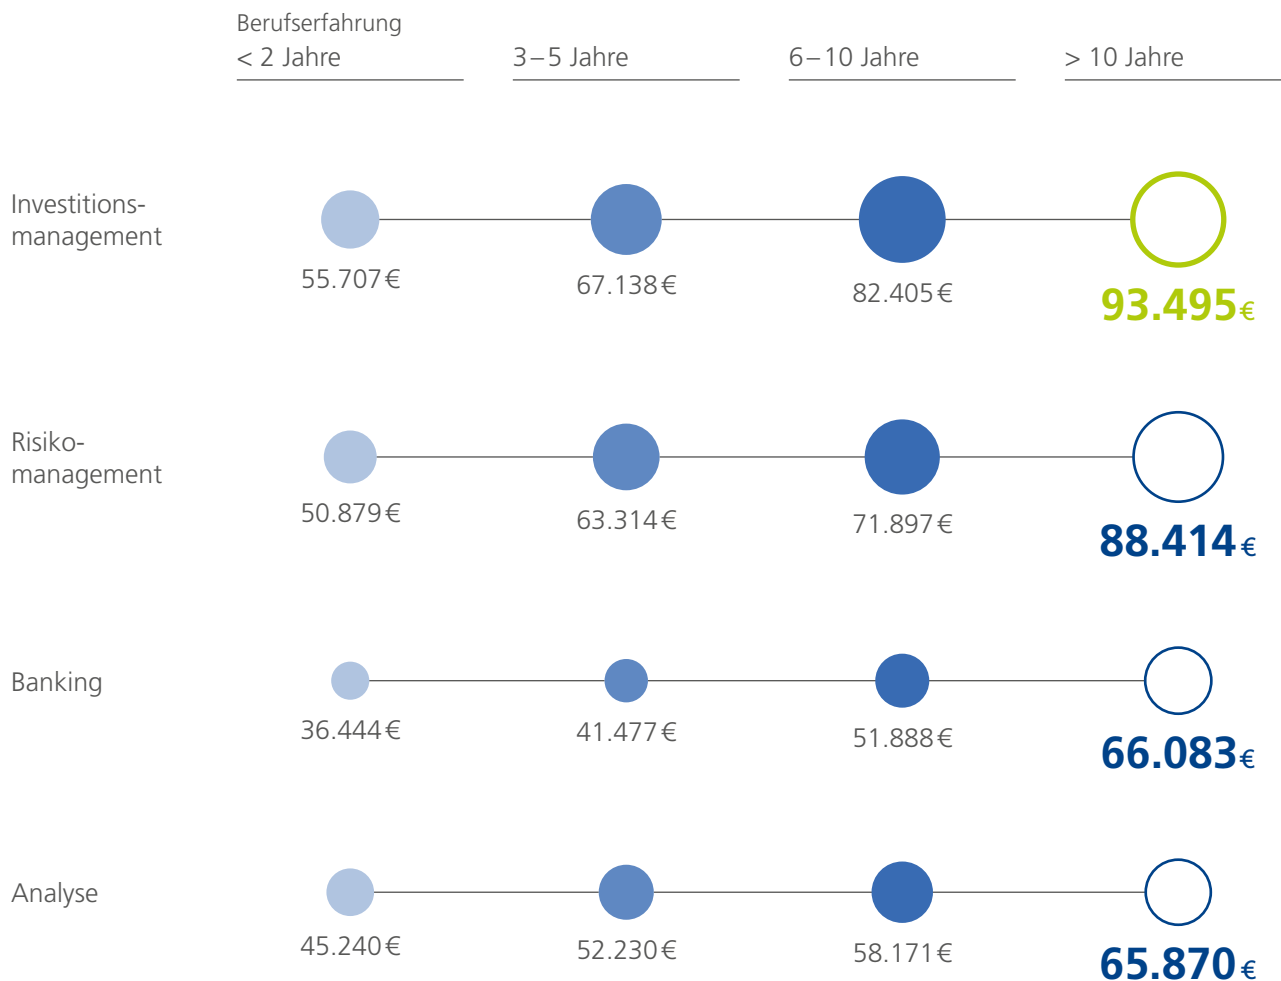 Berufserfahrung
< 2 Jahre
3–5 Jahre
6–10 Jahre
> 10 Jahre
Investitions-
management
55.707 €
67.138 €
82.405 €
93.495 €
Risiko-
management
50.879 €
63.314 €
71.897 €
88.414 €
Banking
36.444 €
41.477 €
51.888 €
66.083 €
Analyse
45.240 €
52.230 €
58.171 €
65.870 €